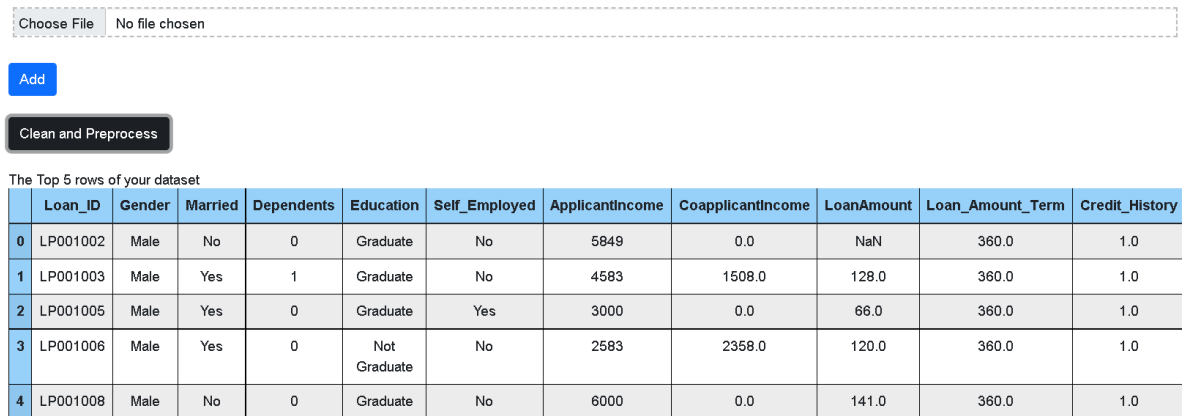 Choose File No file chosen
Add
Clean and Preprocess
The Top 5 rows of your dataset
Loan_ID Gender Married Dependents Education Self_Employed ApplicantIncome CoapplicantIncome LoanAmount Loan_Amount_Term Credit_History
0 LP001002 Male No 0 Graduate No 5849 0.0 NaN 360.0 1.0
1 LP001003 Male Yes 1 Graduate No 4583 1508.0 128.0 360.0 1.0
2 LP001005 Male Yes 0 Graduate Yes 3000 0.0 66.0 360.0 1.0
3 LP001006 Male Yes 0 Not No 2583 2358.0 120.0 360.0 1.0
Graduate
4 LP001008 Male No 0 Graduate No 6000 0.0 141.0 360.0 1.0